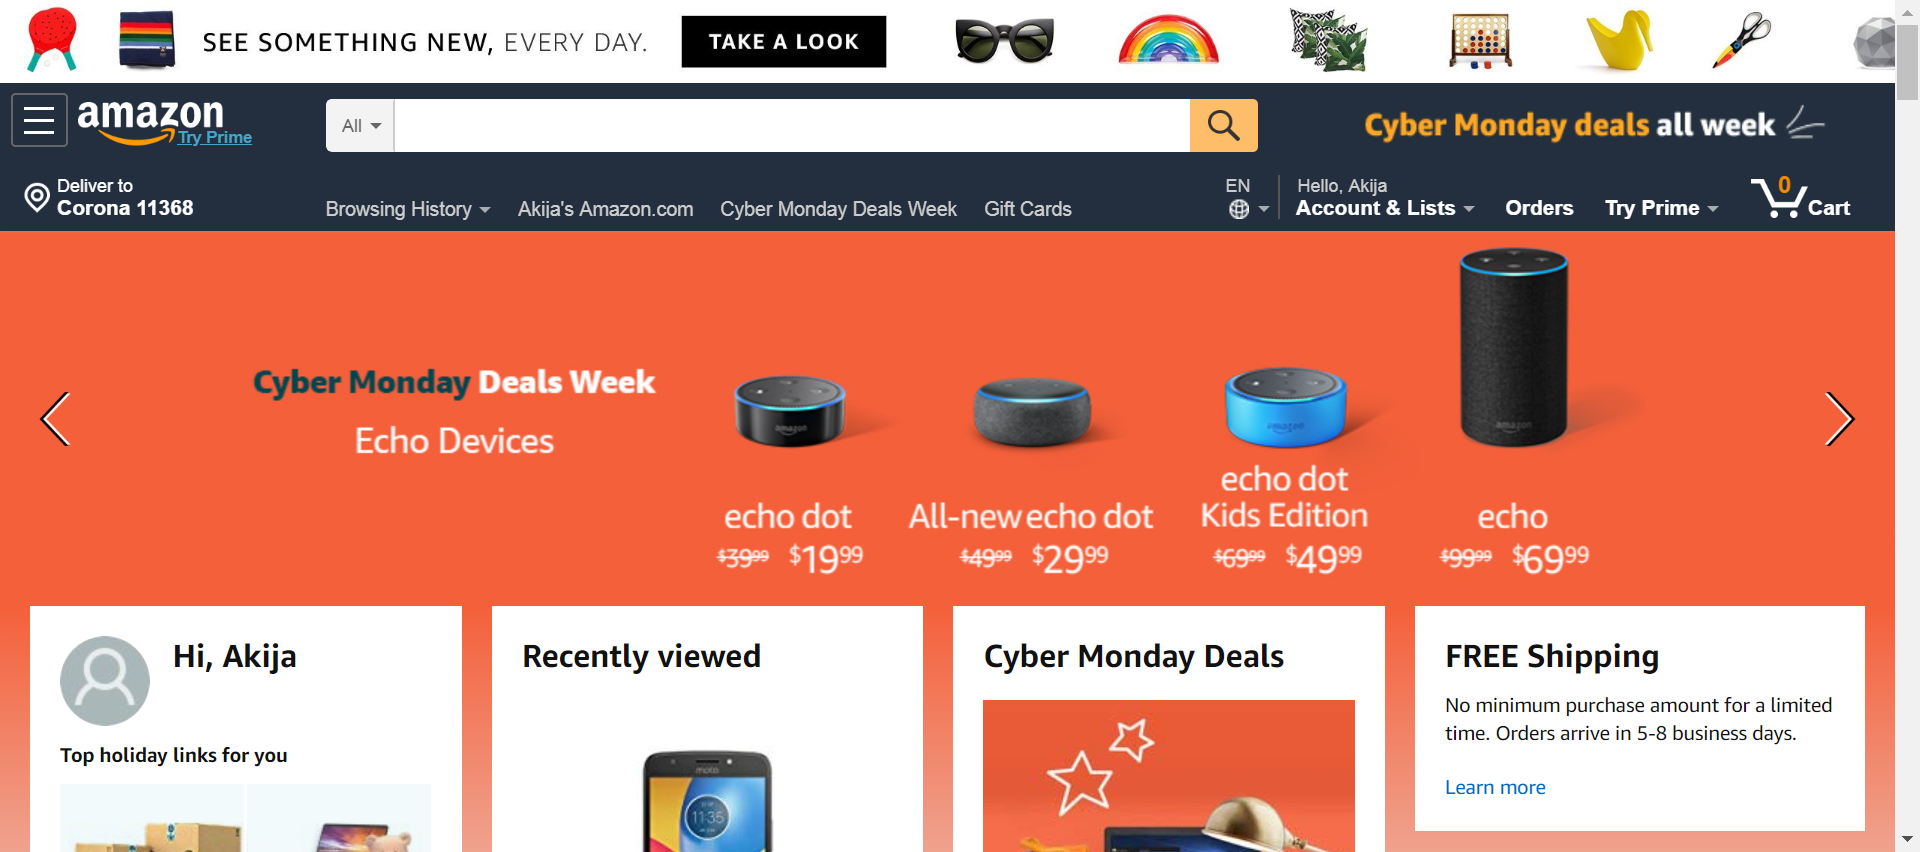 SEE SOMETHING NEW, EVERY DAY.
TAKE A LOOK
amazon
Try Prime
All
Cyber Monday deals all week
Deliver to
Corona 11368
Browsing History
Akija's Amazon.com
Cyber Monday Deals Week
Gift Cards
EN
Hello, Akija
Account & Lists
Orders
Try Prime
0
Cart
Cyber Monday Deals Week
Echo Devices
amazon
amazon
amazon
echo dot
$39.99 $19.99
All-new echo dot
$49.99 $29.99
echo dot
Kids Edition
$69.99 $49.99
echo
$99.99 $69.99
Hi, Akija
Top holiday links for you
Recently viewed
moto
11:35
Cyber Monday Deals
FREE Shipping
No minimum purchase amount for a limited
time. Orders arrive in 5-8 business days.
Learn more